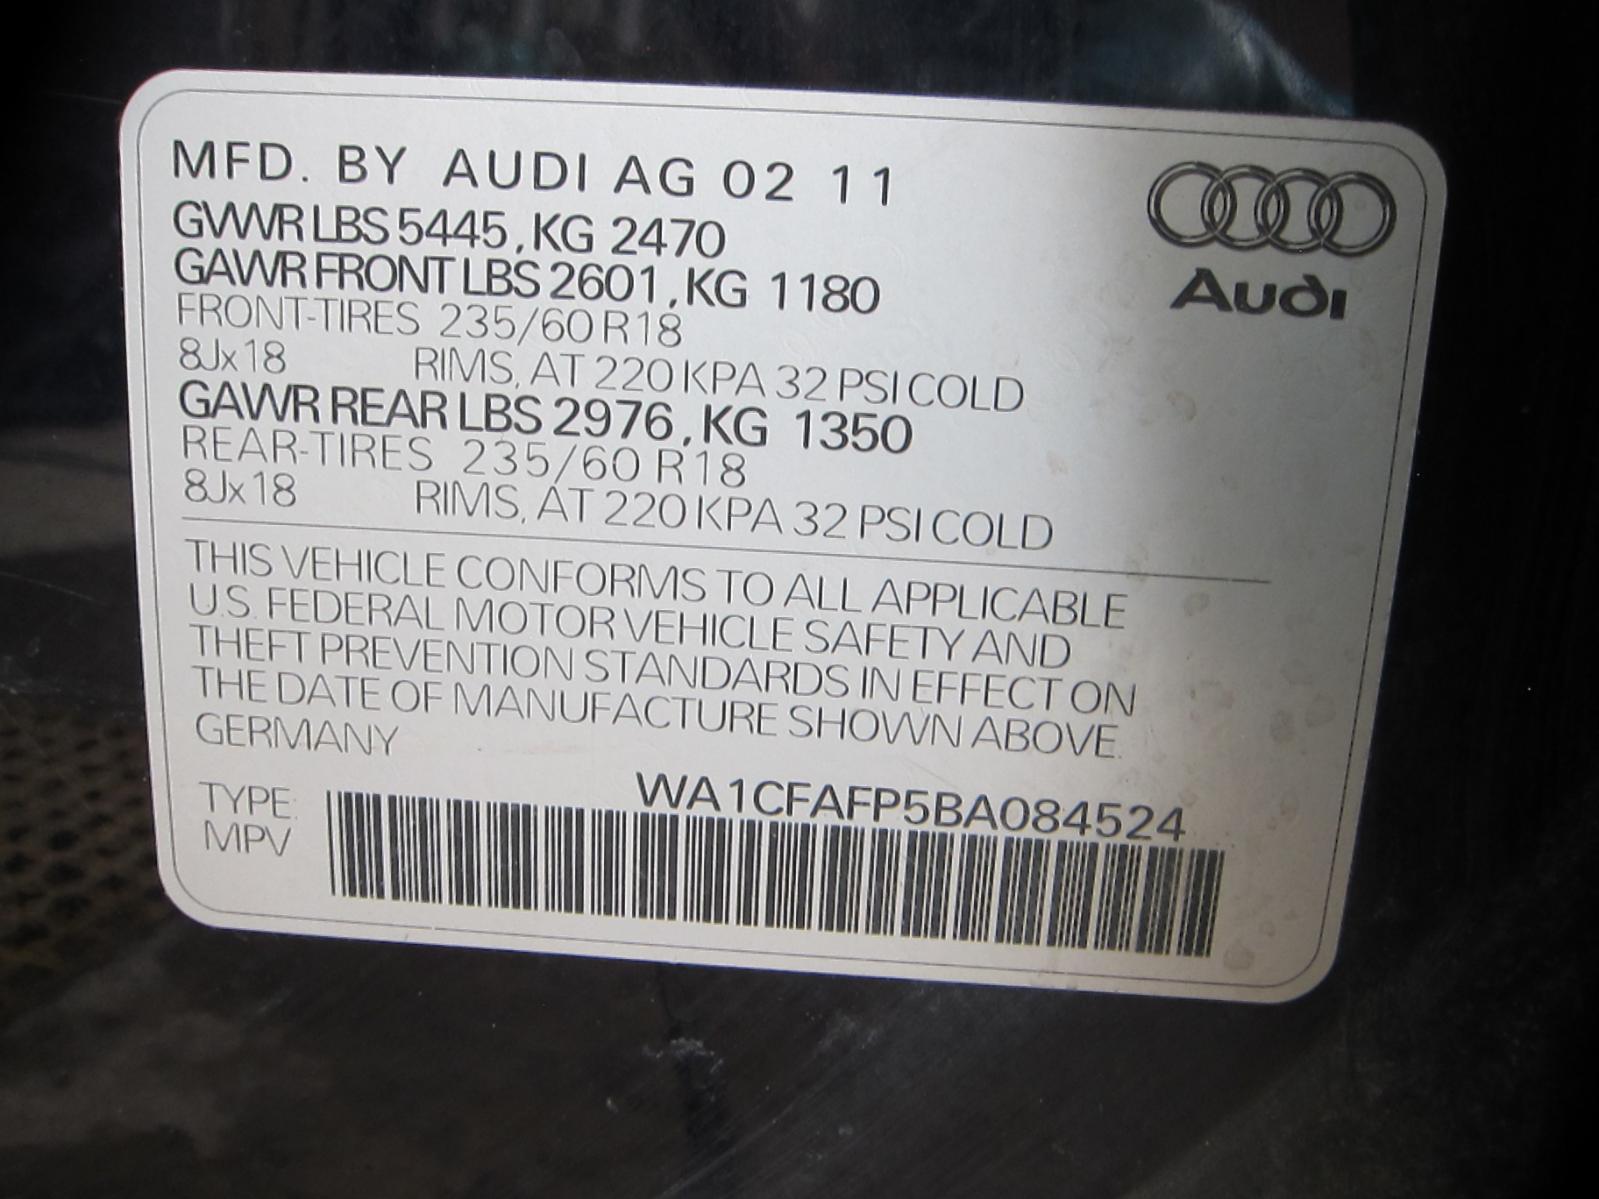 MFD. BY AUDI AG 02 11
GVWR LBS 5445, KG 2470
GAWR FRONT LBS 2601, KG 1180
FRONT-TIRES 235/60 R18
8Jx18 RIMS, AT 220 KPA 32 PSI COLD
GAWR REAR LBS 2976, KG 1350
REAR-TIRES 235/60 R18
8Jx18 RIMS, AT 220 KPA 32 PSI COLD
Audi
THIS VEHICLE CONFORMS TO ALL APPLICABLE
U.S. FEDERAL MOTOR VEHICLE SAFETY AND
THEFT PREVENTION STANDARDS IN EFFECT ON
THE DATE OF MANUFACTURE SHOWN ABOVE.
GERMANY
TYPE:
MPV
WA1CFAFP5BA084524